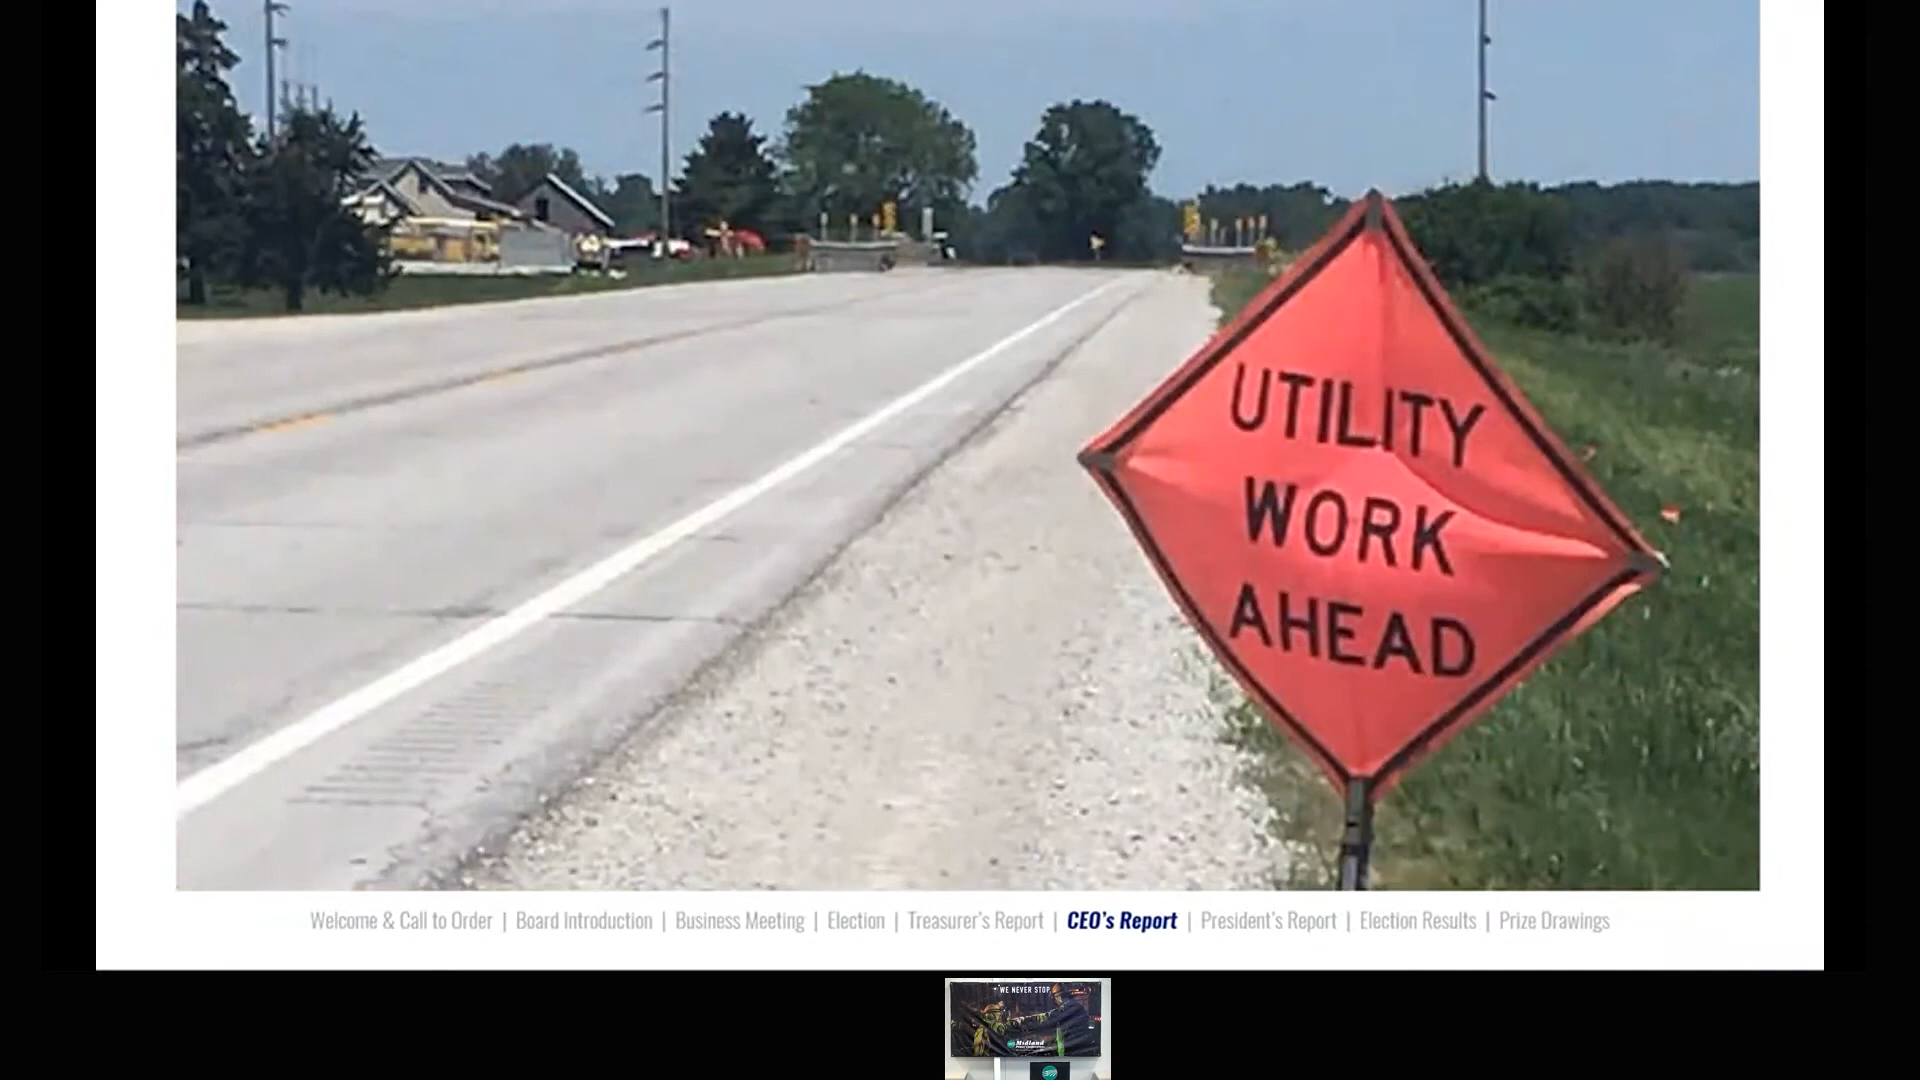 UTILITY
WORK
AHEAD
Welcome & Call to Order | Board Introduction | Business Meeting | Election | Treasurer's Report | CEO's Report | President's Report | Election Results | Prize Drawings
WE NEVER STOP
Midland